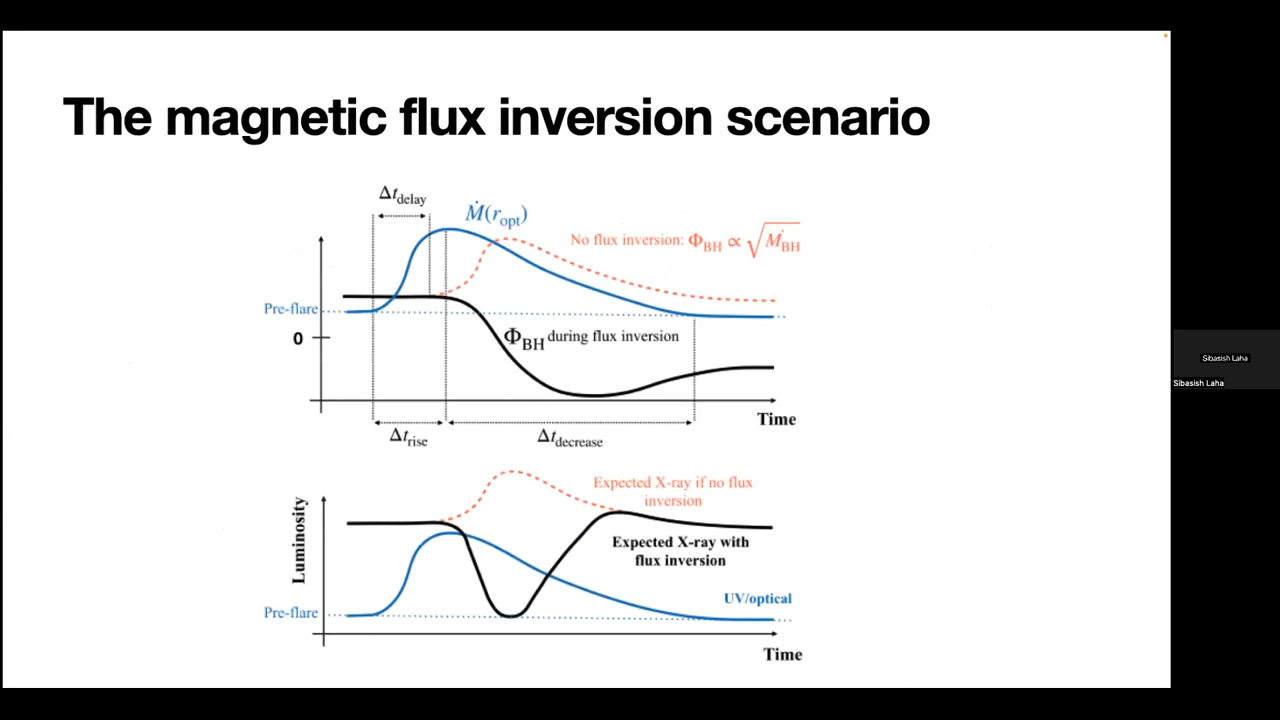 The magnetic flux inversion scenario
Δt_delay
Ṁ(r_opt)
No flux inversion: Φ_BH ∝ √Ṁ_BH
Pre-flare
0
Φ_BH during flux inversion
Time
Δt_rise
Δt_decrease
Luminosity
Expected X-ray if no flux
inversion
Expected X-ray with
flux inversion
UV/optical
Pre-flare
Time
Sibasish Laha
Sibasish Laha